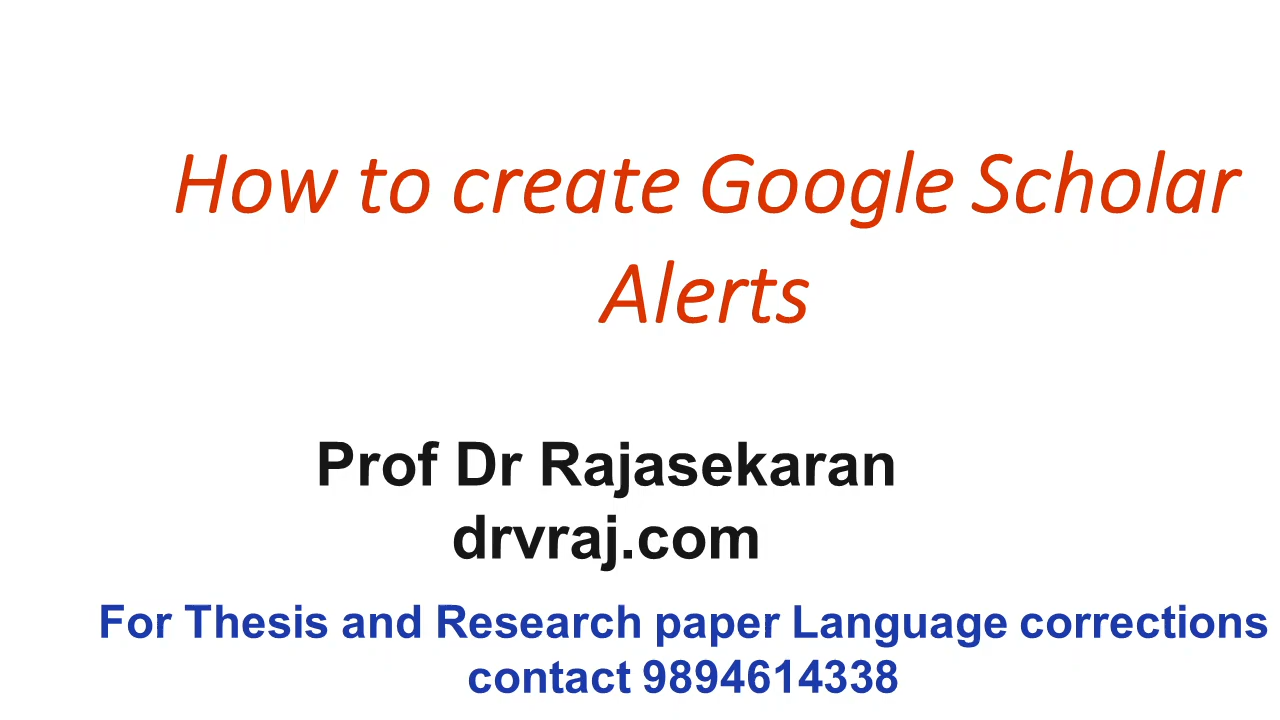 How to create Google Scholar
Alerts
Prof Dr Rajasekaran
drvraj.com
For Thesis and Research paper Language corrections
contact 9894614338